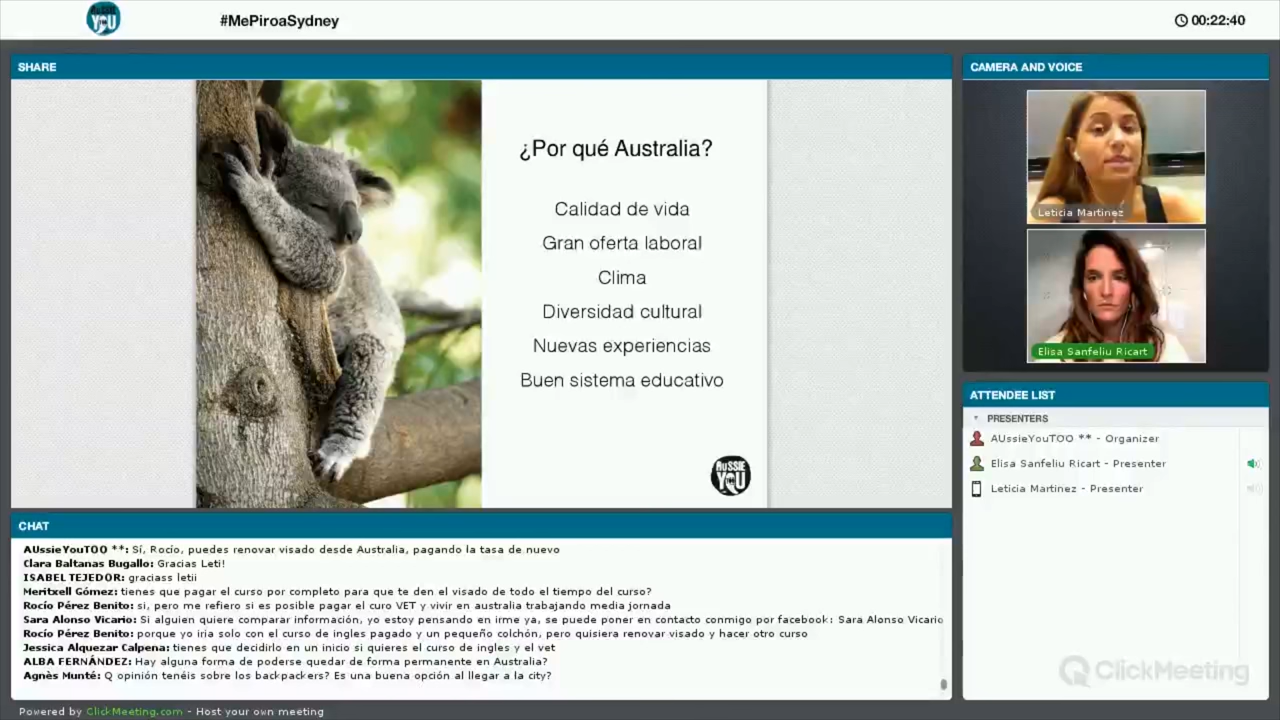 AUSSIE
YOU
TOO
#MePiroaSydney
00:22:40
SHARE
¿Por qué Australia?
Calidad de vida
Gran oferta laboral
Clima
Diversidad cultural
Nuevas experiencias
Buen sistema educativo
AUSSIE
YOU
TOO
CAMERA AND VOICE
Leticia Martinez
Elisa Sanfeliu Ricart
ATTENDEE LIST
PRESENTERS
AUssieYouTOO ** - Organizer
Elisa Sanfeliu Ricart - Presenter
Leticia Martinez - Presenter
CHAT
AUssieYouTOO **: Sí, Rocío, puedes renovar visado desde Australia, pagando la tasa de nuevo
Clara Baltanas Bugallo: Gracias Leti!
ISABEL TEJEDOR: graciass letii
Meritxell Gómez: tienes que pagar el curso por completo para que te den el visado de todo el tiempo del curso?
Rocío Pérez Benito: si, pero me refiero si es posible pagar el curo VET y vivir en australia trabajando media jornada
Sara Alonso Vicario: Si alguien quiere comparar información, yo estoy pensando en irme ya, se puede poner en contacto conmigo por facebook: Sara Alonso Vicario
Rocío Pérez Benito: porque yo iria solo con el curso de ingles pagado y un pequeño colchón, pero quisiera renovar visado y hacer otro curso
Jessica Alquezar Calpena: tienes que decidirlo en un inicio si quieres el curso de ingles y el vet
ALBA FERNÁNDEZ: Hay alguna forma de poderse quedar de forma permanente en Australia?
Agnès Munté: Q opinión tenéis sobre los backpackers? Es una buena opción al llegar a la city?
ClickMeeting
Powered by ClickMeeting.com - Host your own meeting